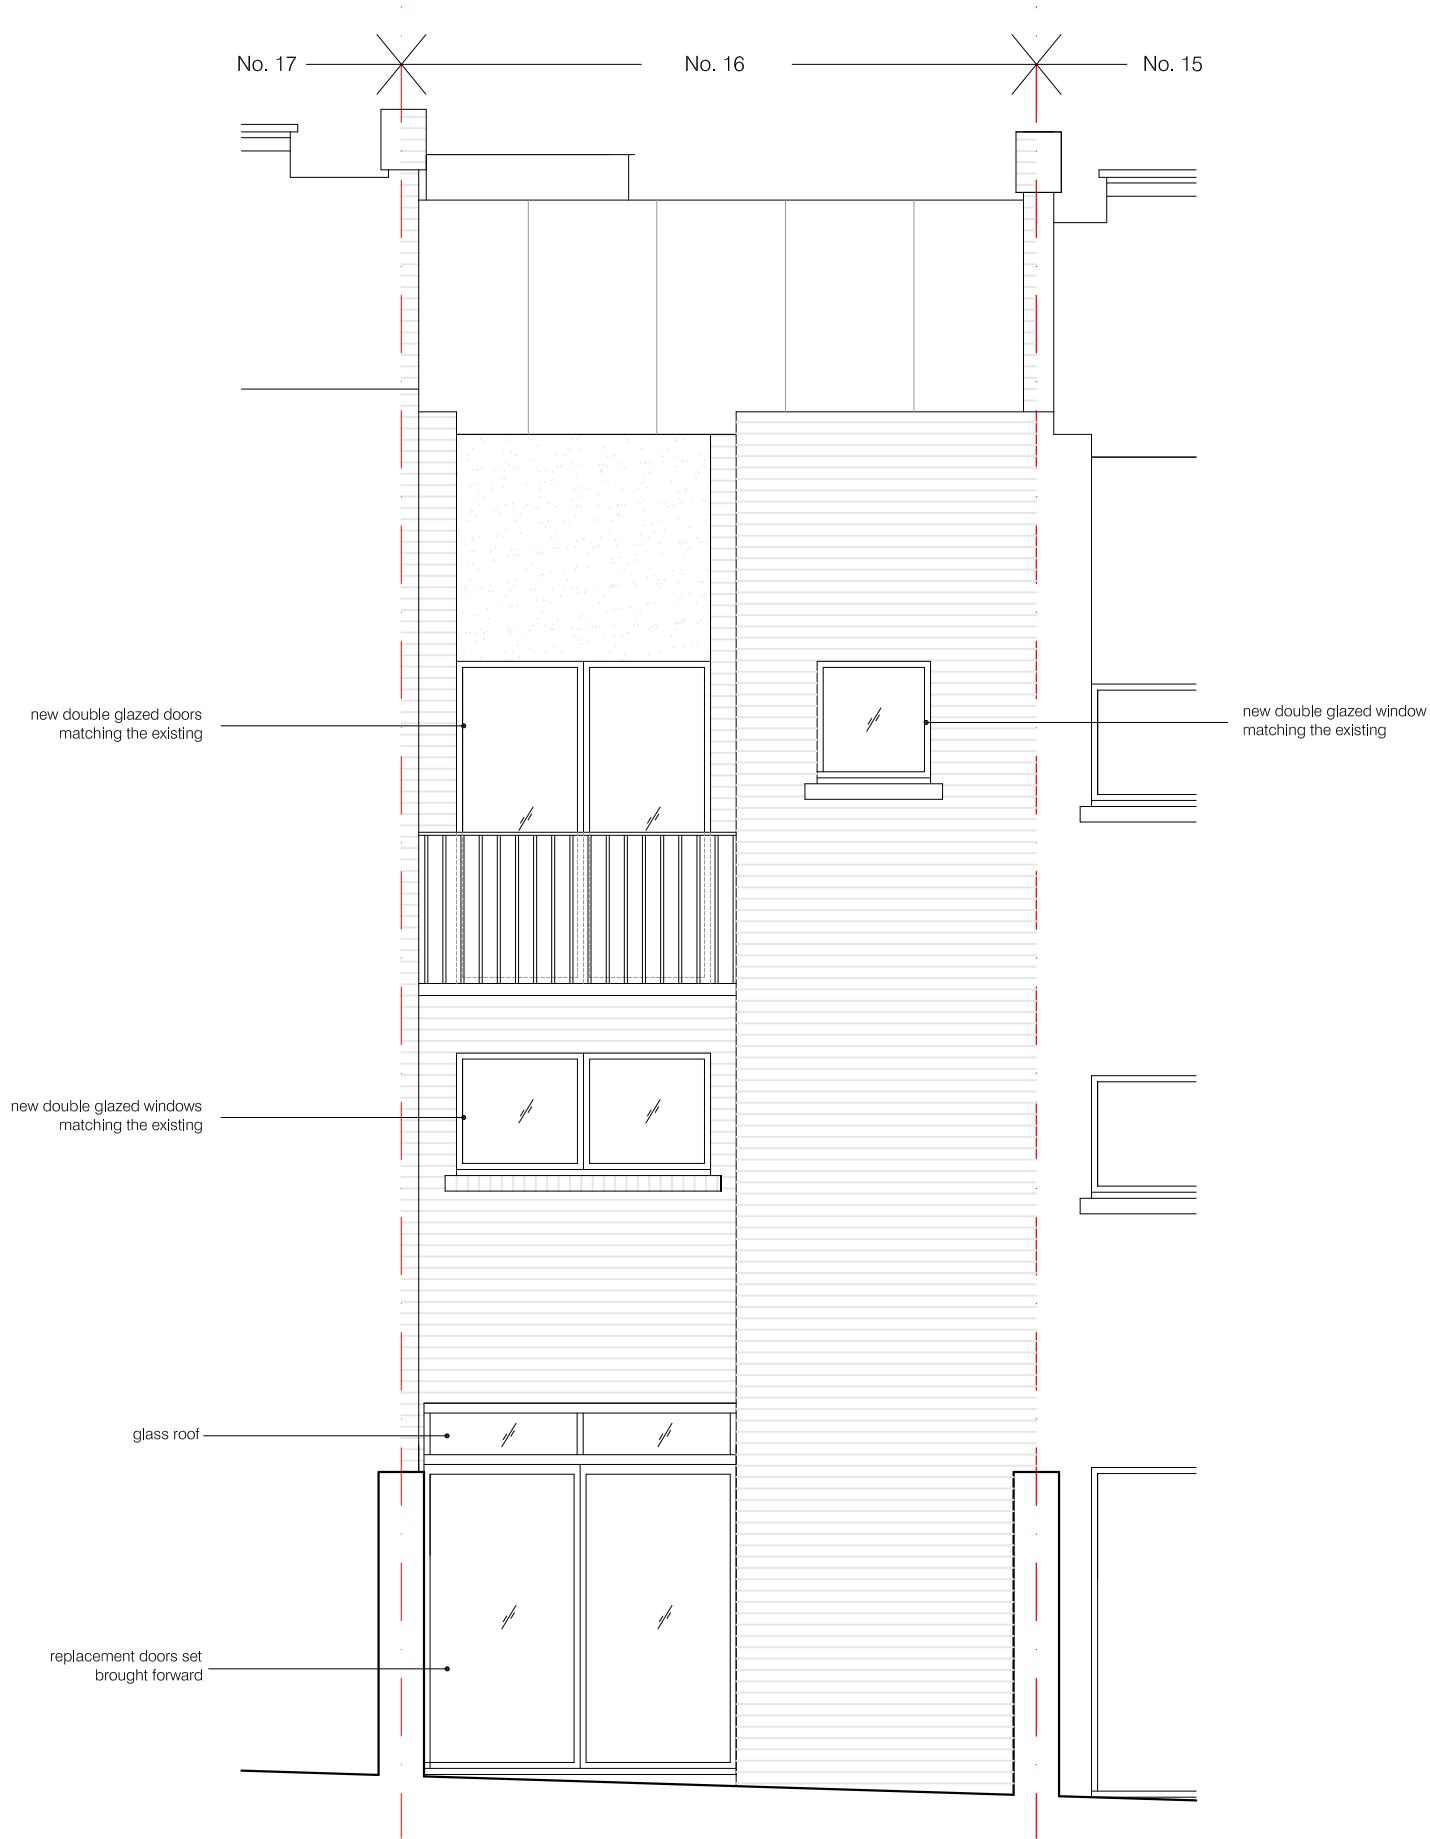 No. 17
No. 16
No. 15
new double glazed doors
matching the existing
new double glazed window
matching the existing
new double glazed windows
matching the existing
glass roof
replacement doors set
brought forward